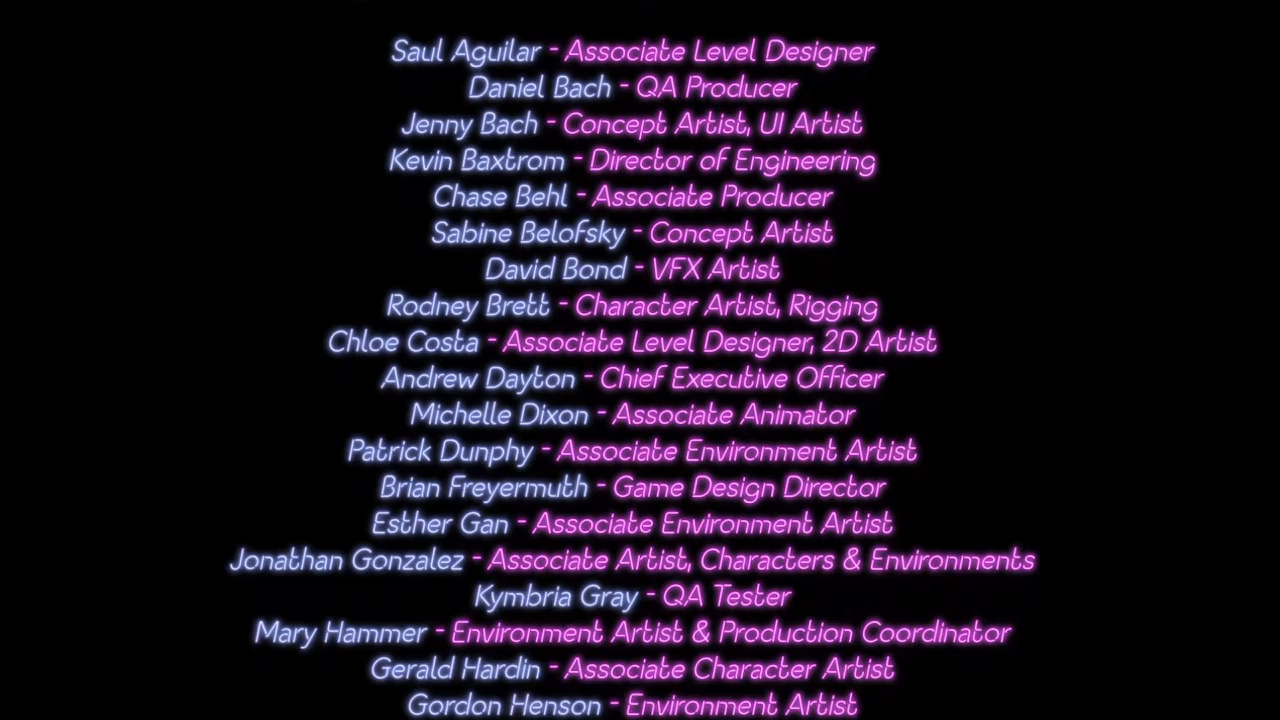 Saul Aguilar - Associate Level Designer
Daniel Bach - QA Producer
Jenny Bach - Concept Artist, UI Artist
Kevin Baxtrom - Director of Engineering
Chase Behl - Associate Producer
Sabine Belofsky - Concept Artist
David Bond - VFX Artist
Rodney Brett - Character Artist, Rigging
Chloe Costa - Associate Level Designer, 2D Artist
Andrew Dayton - Chief Executive Officer
Michelle Dixon - Associate Animator
Patrick Dunphy - Associate Environment Artist
Brian Freyermuth - Game Design Director
Esther Gan - Associate Environment Artist
Jonathan Gonzalez - Associate Artist, Characters & Environments
Kymbria Gray - QA Tester
Mary Hammer - Environment Artist & Production Coordinator
Gerald Hardin - Associate Character Artist
Gordon Henson - Environment Artist